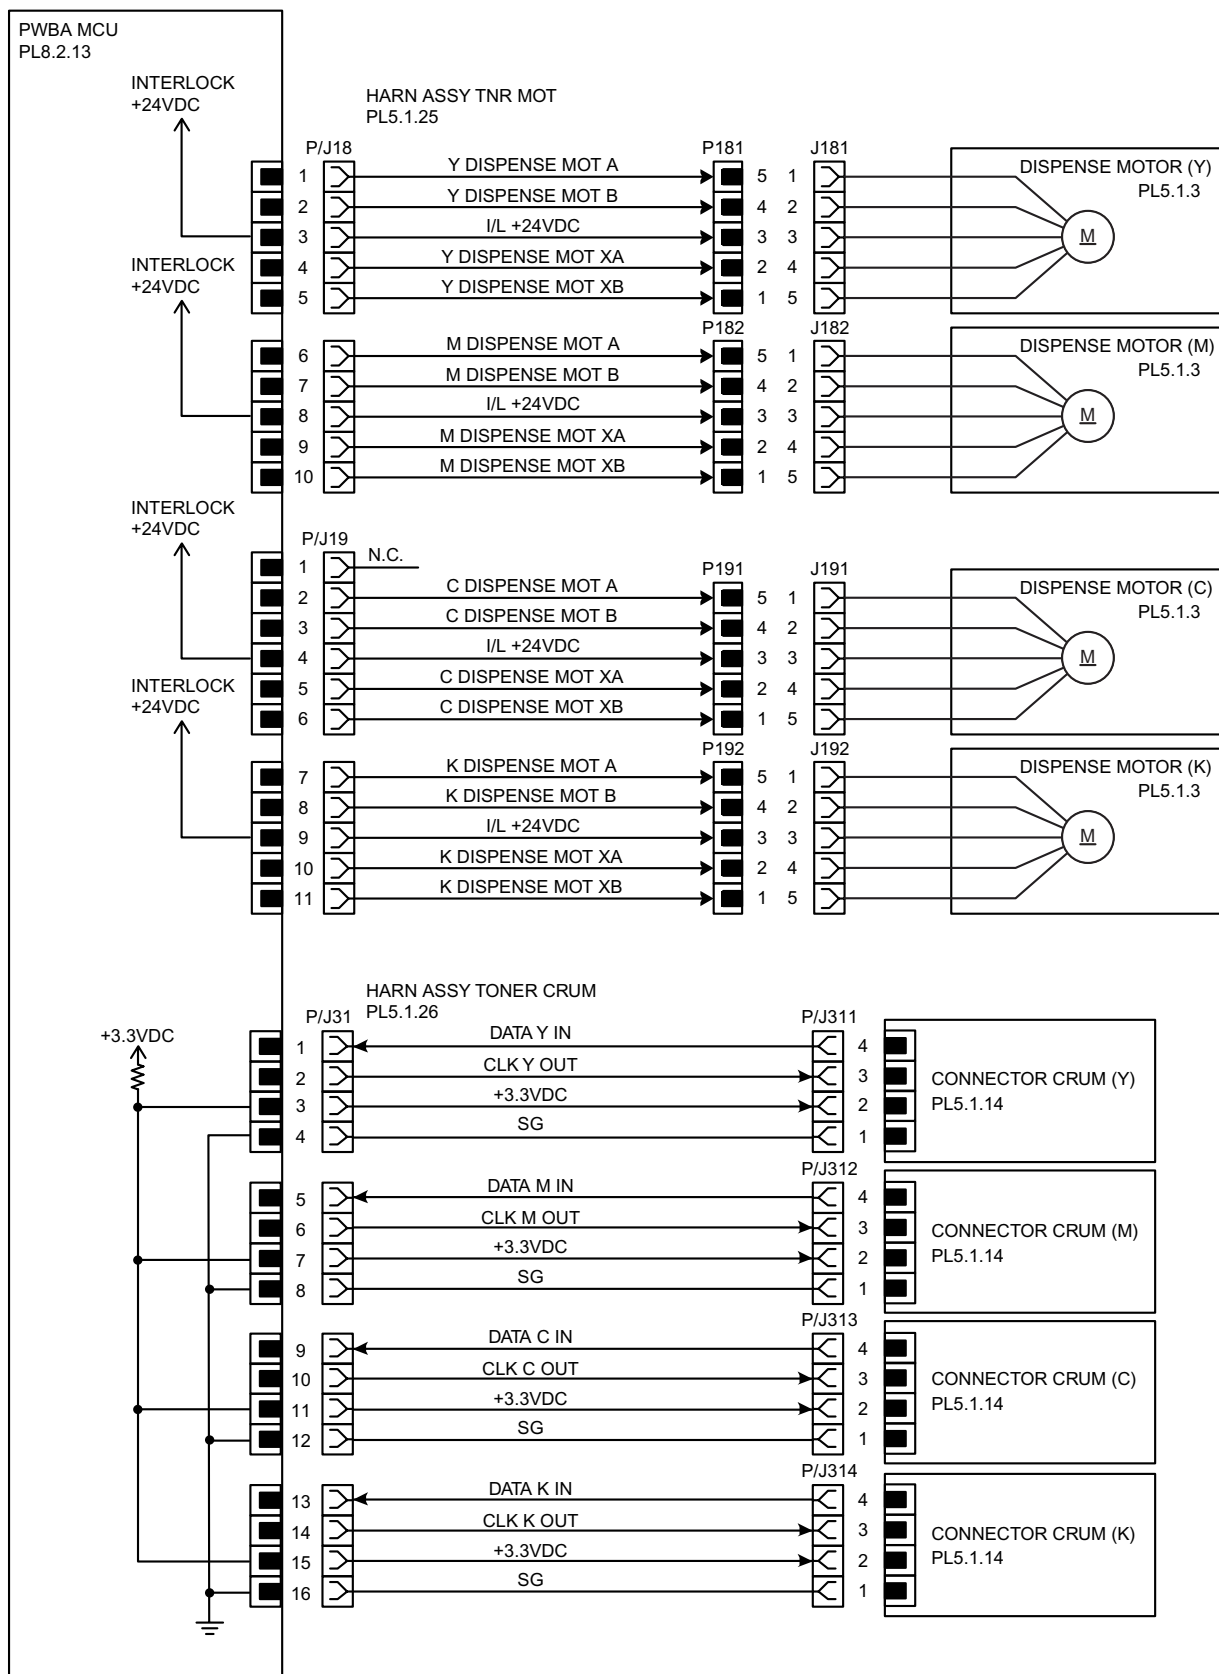 PWBA MCU
PL8.2.13
INTERLOCK
+24VDC
HARN ASSY TNR MOT
PL5.1.25
P/J18
P181
J181
1 Y DISPENSE MOT A 5 1
2 Y DISPENSE MOT B 4 2
3 I/L +24VDC 3 3
4 Y DISPENSE MOT XA 2 4
5 Y DISPENSE MOT XB 1 5
DISPENSE MOTOR (Y)
PL5.1.3
M
INTERLOCK
+24VDC
P182
J182
6 M DISPENSE MOT A 5 1
7 M DISPENSE MOT B 4 2
8 I/L +24VDC 3 3
9 M DISPENSE MOT XA 2 4
10 M DISPENSE MOT XB 1 5
DISPENSE MOTOR (M)
PL5.1.3
M
INTERLOCK
+24VDC
P/J19
P191
J191
1 N.C.
2 C DISPENSE MOT A 5 1
3 C DISPENSE MOT B 4 2
4 I/L +24VDC 3 3
5 C DISPENSE MOT XA 2 4
6 C DISPENSE MOT XB 1 5
DISPENSE MOTOR (C)
PL5.1.3
M
INTERLOCK
+24VDC
P192
J192
7 K DISPENSE MOT A 5 1
8 K DISPENSE MOT B 4 2
9 I/L +24VDC 3 3
10 K DISPENSE MOT XA 2 4
11 K DISPENSE MOT XB 1 5
DISPENSE MOTOR (K)
PL5.1.3
M
HARN ASSY TONER CRUM
PL5.1.26
+3.3VDC
P/J31
P/J311
1 DATA Y IN 4
2 CLK Y OUT 3
3 +3.3VDC 2
4 SG 1
CONNECTOR CRUM (Y)
PL5.1.14
P/J312
5 DATA M IN 4
6 CLK M OUT 3
7 +3.3VDC 2
8 SG 1
CONNECTOR CRUM (M)
PL5.1.14
P/J313
9 DATA C IN 4
10 CLK C OUT 3
11 +3.3VDC 2
12 SG 1
CONNECTOR CRUM (C)
PL5.1.14
P/J314
13 DATA K IN 4
14 CLK K OUT 3
15 +3.3VDC 2
16 SG 1
CONNECTOR CRUM (K)
PL5.1.14